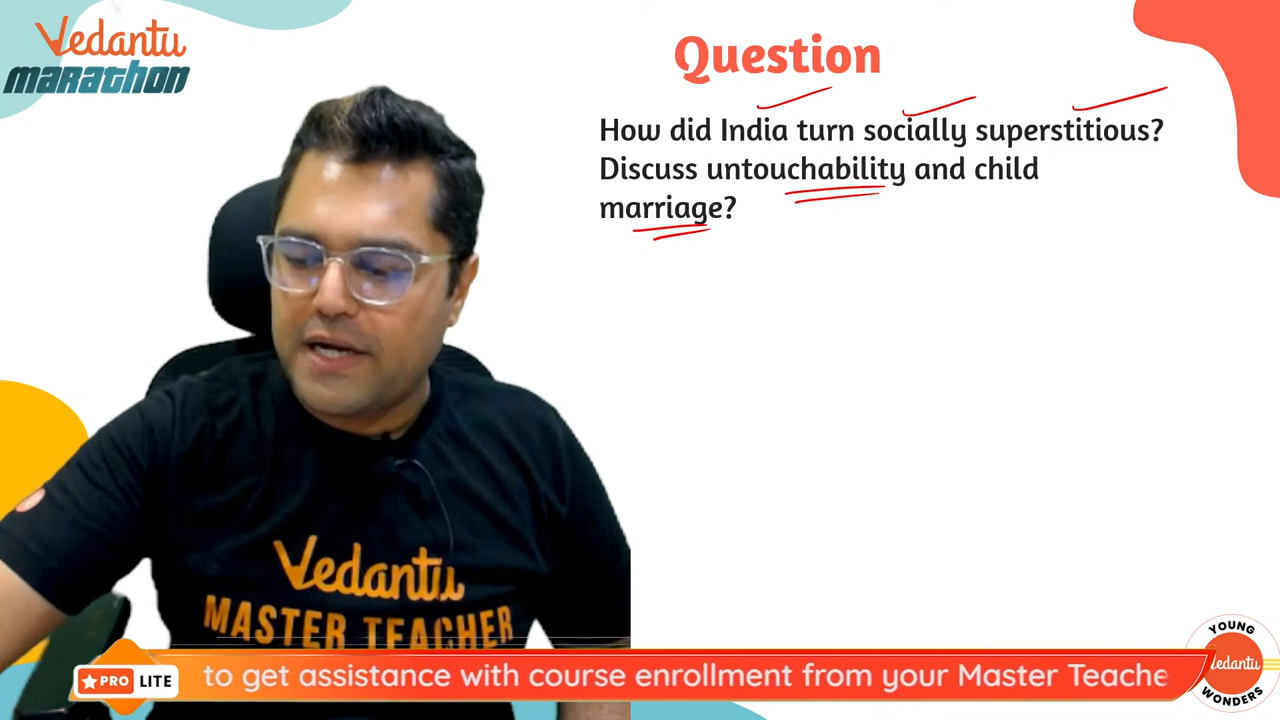 Vedantu
MARATHON
Question
How did India turn socially superstitious?
Discuss untouchability and child
marriage?
Vedantu
MASTER TEACHER
PRO LITE
to get assistance with course enrollment from your Master Teache
YOUNG
Vedantu
WONDERS